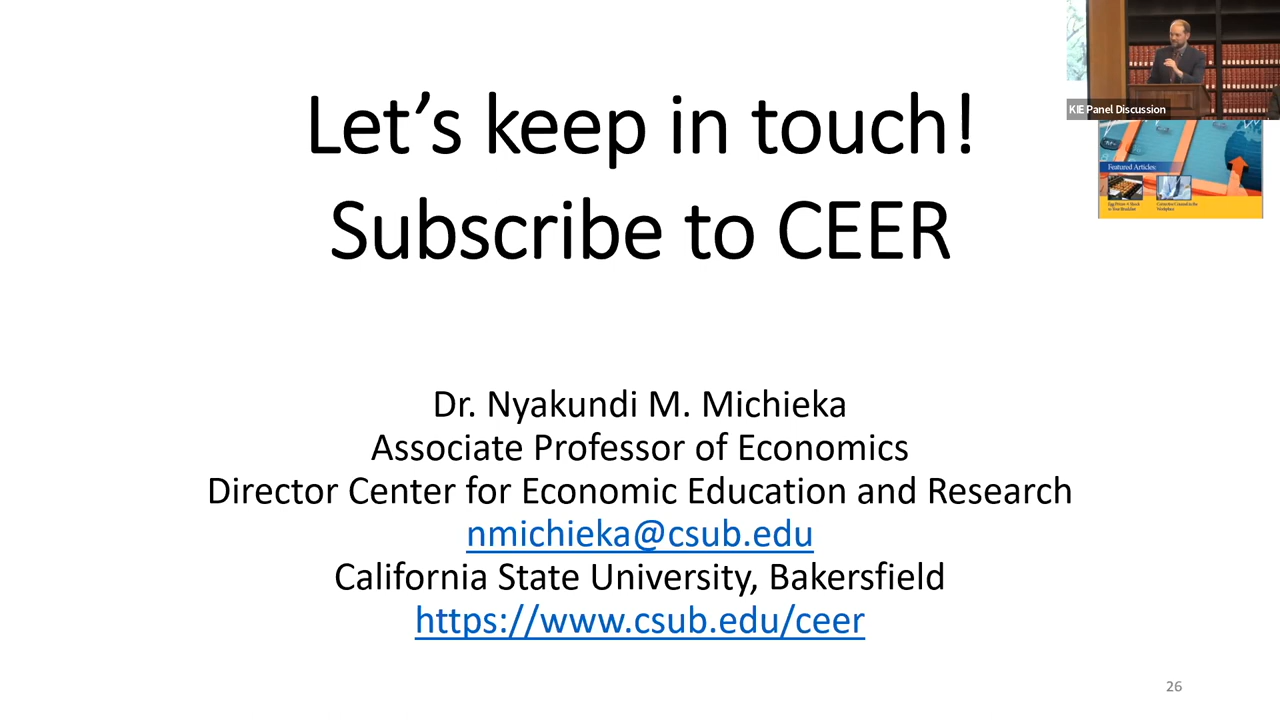 Let's keep in touch!
Subscribe to CEER
KIE Panel Discussion
Featured Articles
Dr. Nyakundi M. Michieka
Associate Professor of Economics
Director Center for Economic Education and Research
nmichieka@csub.edu
California State University, Bakersfield
https://www.csub.edu/ceer
26